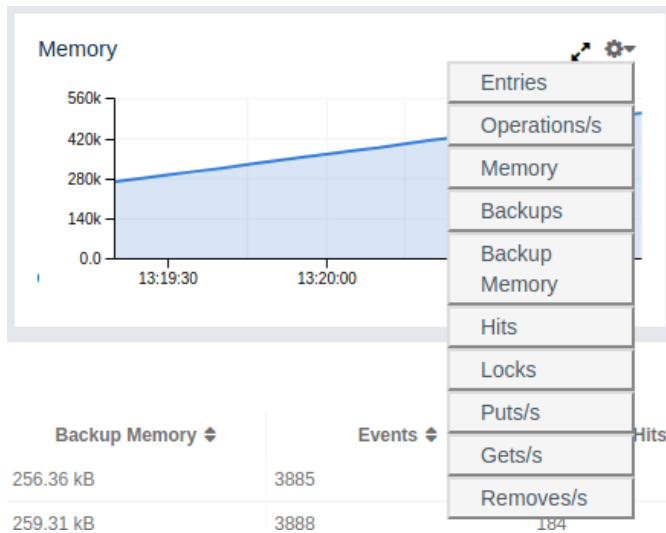 Memory
560k
420k
280k
140k
0.0
13:19:30
13:20:00
Entries
Operations/s
Memory
Backups
Backup
Memory
Hits
Locks
Puts/s
Gets/s
Removes/s
Backup Memory Events Hits
256.36 kB 3885
259.31 kB 3888 184